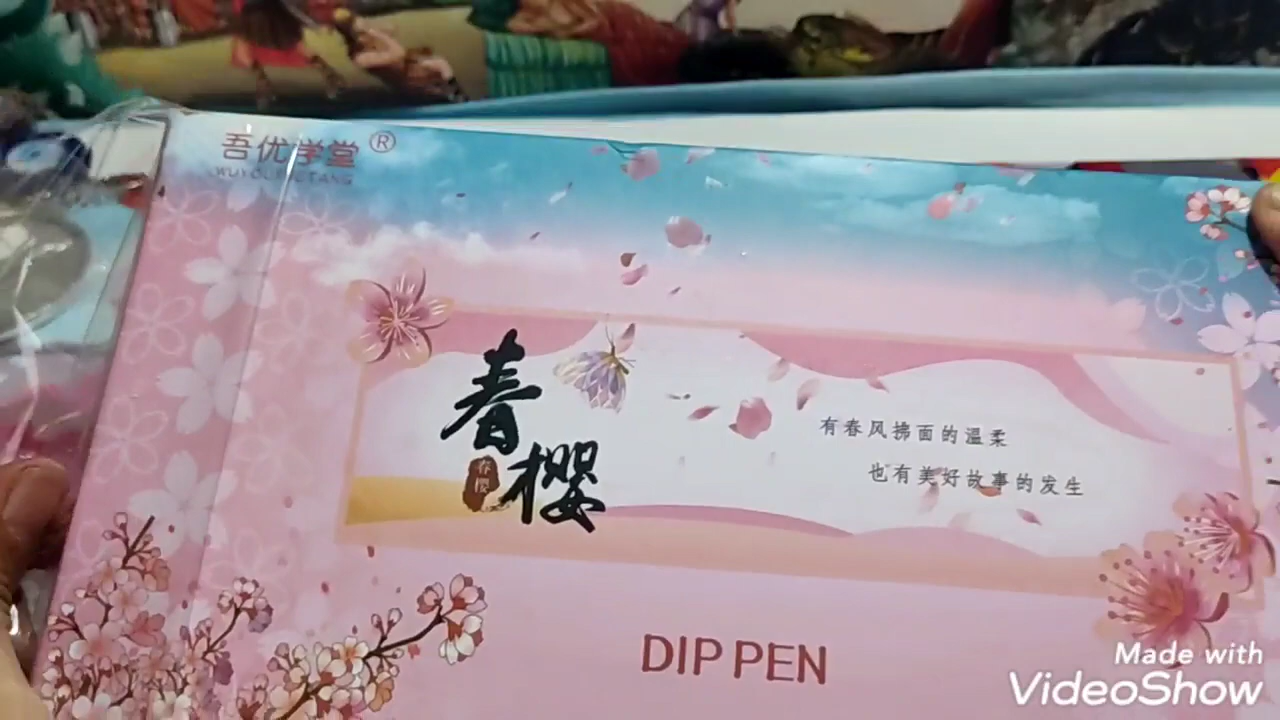 吾优学堂®
WUYOUXUETANG
春樱
春樱
有春风拂面的温柔
也有美好故事的发生
DIP PEN
Made with
VideoShow